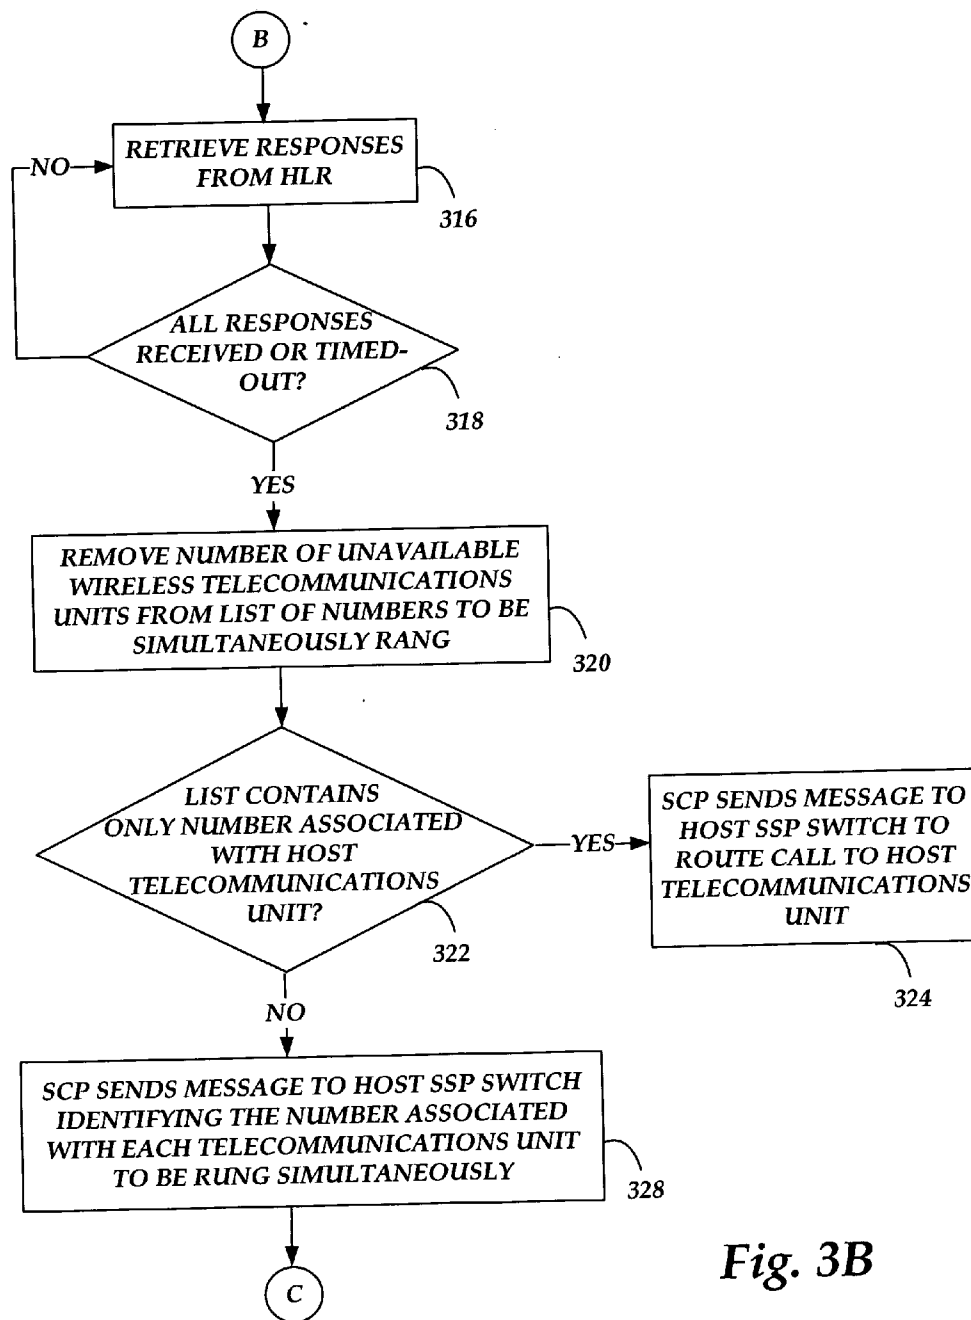 B
RETRIEVE RESPONSES
FROM HLR
316
NO
ALL RESPONSES
RECEIVED OR TIMED-
OUT?
318
YES
REMOVE NUMBER OF UNAVAILABLE
WIRELESS TELECOMMUNICATIONS
UNITS FROM LIST OF NUMBERS TO BE
SIMULTANEOUSLY RANG
320
LIST CONTAINS
ONLY NUMBER ASSOCIATED
WITH HOST
TELECOMMUNICATIONS
UNIT?
322
YES
SCP SENDS MESSAGE TO
HOST SSP SWITCH TO
ROUTE CALL TO HOST
TELECOMMUNICATIONS
UNIT
324
NO
SCP SENDS MESSAGE TO HOST SSP SWITCH
IDENTIFYING THE NUMBER ASSOCIATED
WITH EACH TELECOMMUNICATIONS UNIT
TO BE RUNG SIMULTANEOUSLY
328
C
Fig. 3B